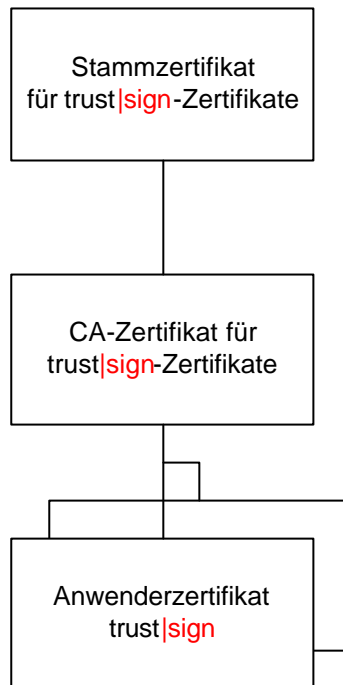 Stammzertifikat
für trust|sign-Zertifikate
CA-Zertifikat für
trust|sign-Zertifikate
Anwenderzertifikat
trust|sign